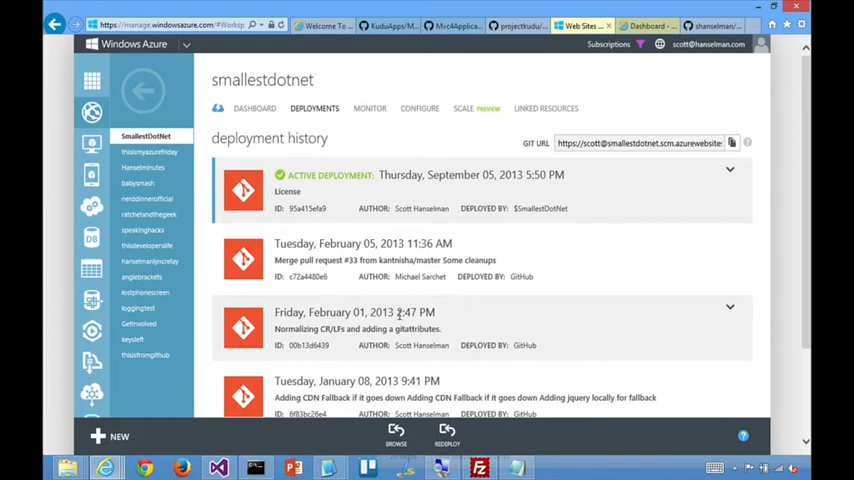 https://manage.windowsazure.com/#Worksp
Welcome To ...
KuduApps/M...
Mvc4Applica...
projectkudu/...
Web Sites ...
Dashboard - ...
shanselman/...
Windows Azure
Subscriptions
scott@hanselman.com
smallestdotnet
DASHBOARD
DEPLOYMENTS
MONITOR
CONFIGURE
SCALE PREVIEW
LINKED RESOURCES
SmallestDotNet
thisismyazurefriday
Hanselminutes
babysmash
nerddinnerofficial
ratchetandthegeek
speakinghacks
thisdeveloperslife
hanselmanlyncrelay
anglebrackets
lostphonescreen
loggingtest
GetInvolved
keysleft
thisisfromgithub
deployment history
GIT URL
https://scott@smallestdotnet.scm.azurewebsite:
ACTIVE DEPLOYMENT: Thursday, September 05, 2013 5:50 PM
License
ID: 95a415efa9 AUTHOR: Scott Hanselman DEPLOYED BY: $SmallestDotNet
Tuesday, February 05, 2013 11:36 AM
Merge pull request #33 from kantnisha/master Some cleanups
ID: c72a4480e6 AUTHOR: Michael Sarchet DEPLOYED BY: GitHub
Friday, February 01, 2013 2:47 PM
Normalizing CR/LFs and adding a gitattributes.
ID: 00b13d6439 AUTHOR: Scott Hanselman DEPLOYED BY: GitHub
Tuesday, January 08, 2013 9:41 PM
Adding CDN Fallback if it goes down Adding CDN Fallback if it goes down Adding jquery locally for fallback
ID: 6f83bc26e4 AUTHOR: Scott Hanselman DEPLOYED BY: GitHub
NEW
BROWSE
REDEPLOY